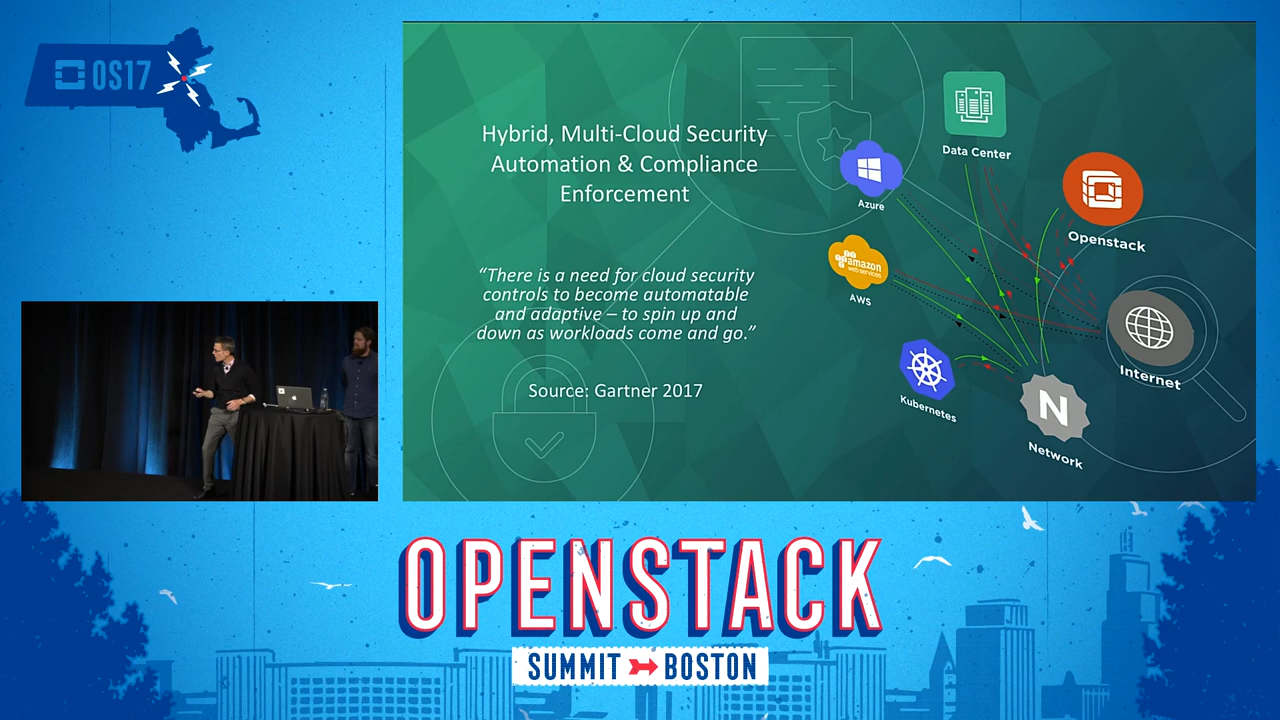 OS17
Hybrid, Multi-Cloud Security
Automation & Compliance
Enforcement
“There is a need for cloud security
controls to become automatable
and adaptive – to spin up and
down as workloads come and go.”
Source: Gartner 2017
Data Center
Azure
Openstack
amazon
web services
AWS
Internet
Kubernetes
N
Network
OPENSTACK
SUMMIT BOSTON